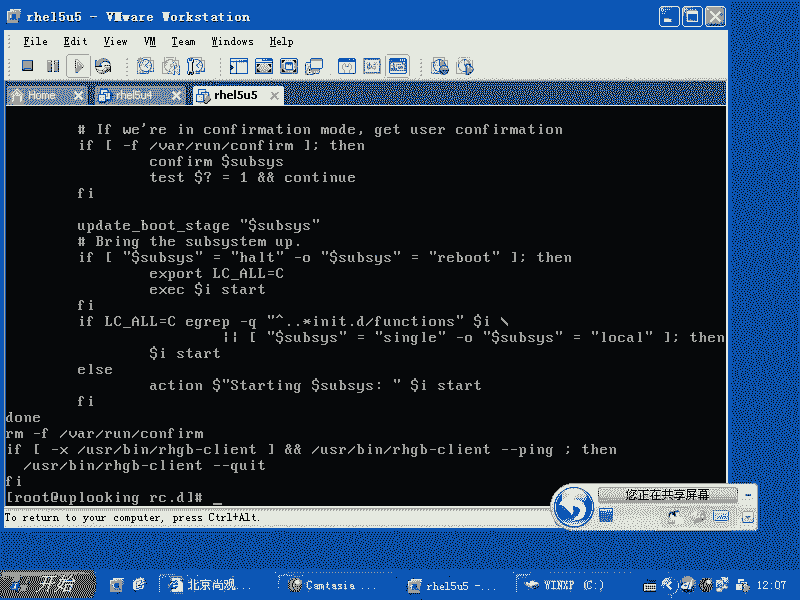 rhel5u5 - VMware Workstation
File Edit View VM Team Windows Help
Home rhel5u4 rhel5u5
# If we're in confirmation mode, get user confirmation
if [ -f /var/run/confirm ]; then
confirm $subsys
test $? = 1 && continue
fi
update_boot_stage "$subsys"
# Bring the subsystem up.
if [ "$subsys" = "halt" -o "$subsys" = "reboot" ]; then
export LC_ALL=C
exec $i start
fi
if LC_ALL=C egrep -q "^..*init.d/functions" $i \
|| [ "$subsys" = "single" -o "$subsys" = "local" ]; then
$i start
else
action $"Starting $subsys: " $i start
fi
done
rm -f /var/run/confirm
if [ -x /usr/bin/rhgb-client ] && /usr/bin/rhgb-client --ping ; then
/usr/bin/rhgb-client --quit
fi
[root@uplooking rc.d]# _
您正在共享屏幕
To return to your computer, press Ctrl+Alt.
开始 北京尚观... Camtasia ... rhel5u5 -... WINXP (C:) 12:07